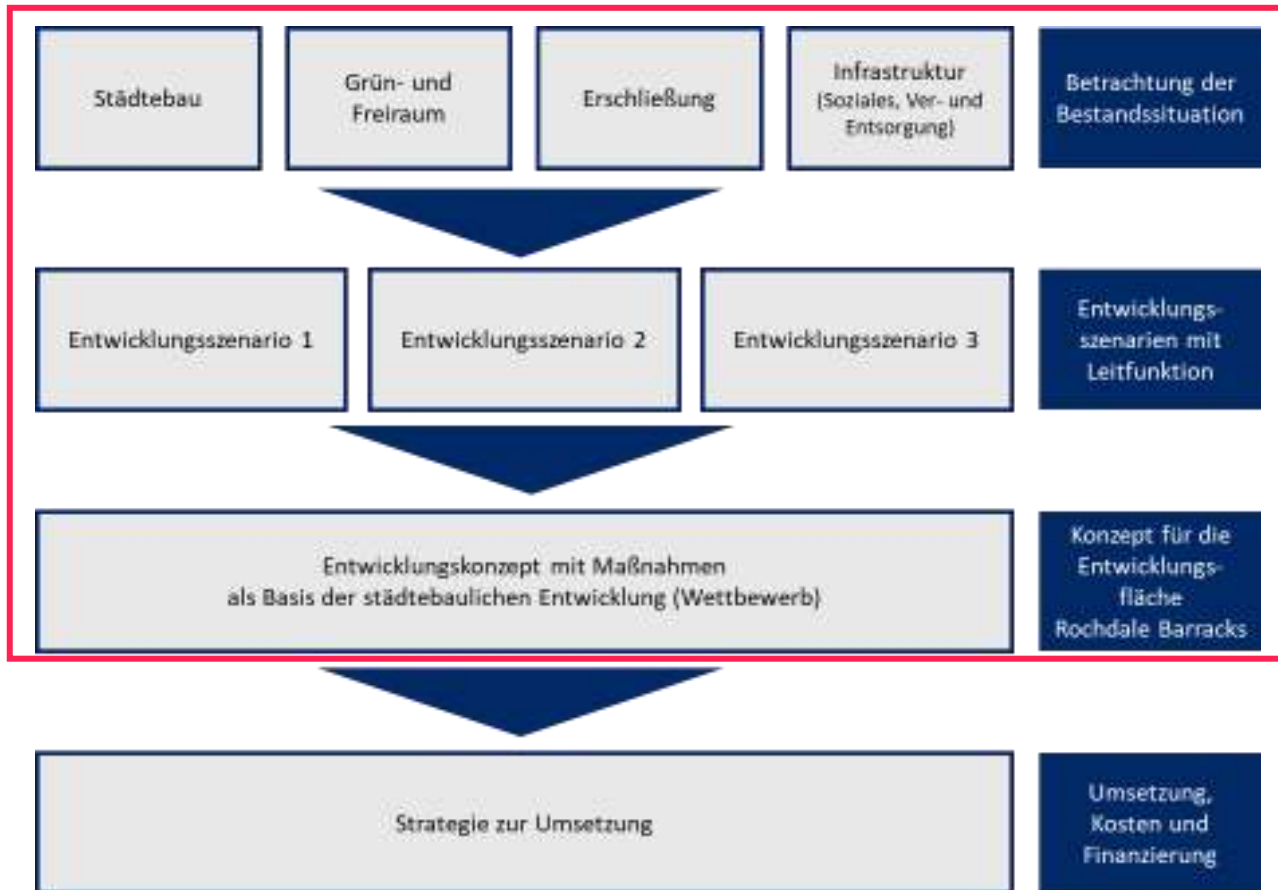 Städtebau
Grün- und
Freiraum
Erschließung
Infrastruktur
(Soziales, Ver- und
Entsorgung)
Betrachtung der
Bestandssituation
Entwicklungsszenario 1
Entwicklungsszenario 2
Entwicklungsszenario 3
Entwicklungs-
szenarien mit
Leitfunktion
Entwicklungskonzept mit Maßnahmen
als Basis der städtebaulichen Entwicklung (Wettbewerb)
Konzept für die
Entwicklungs-
fläche
Rochdale Barracks
Strategie zur Umsetzung
Umsetzung,
Kosten und
Finanzierung